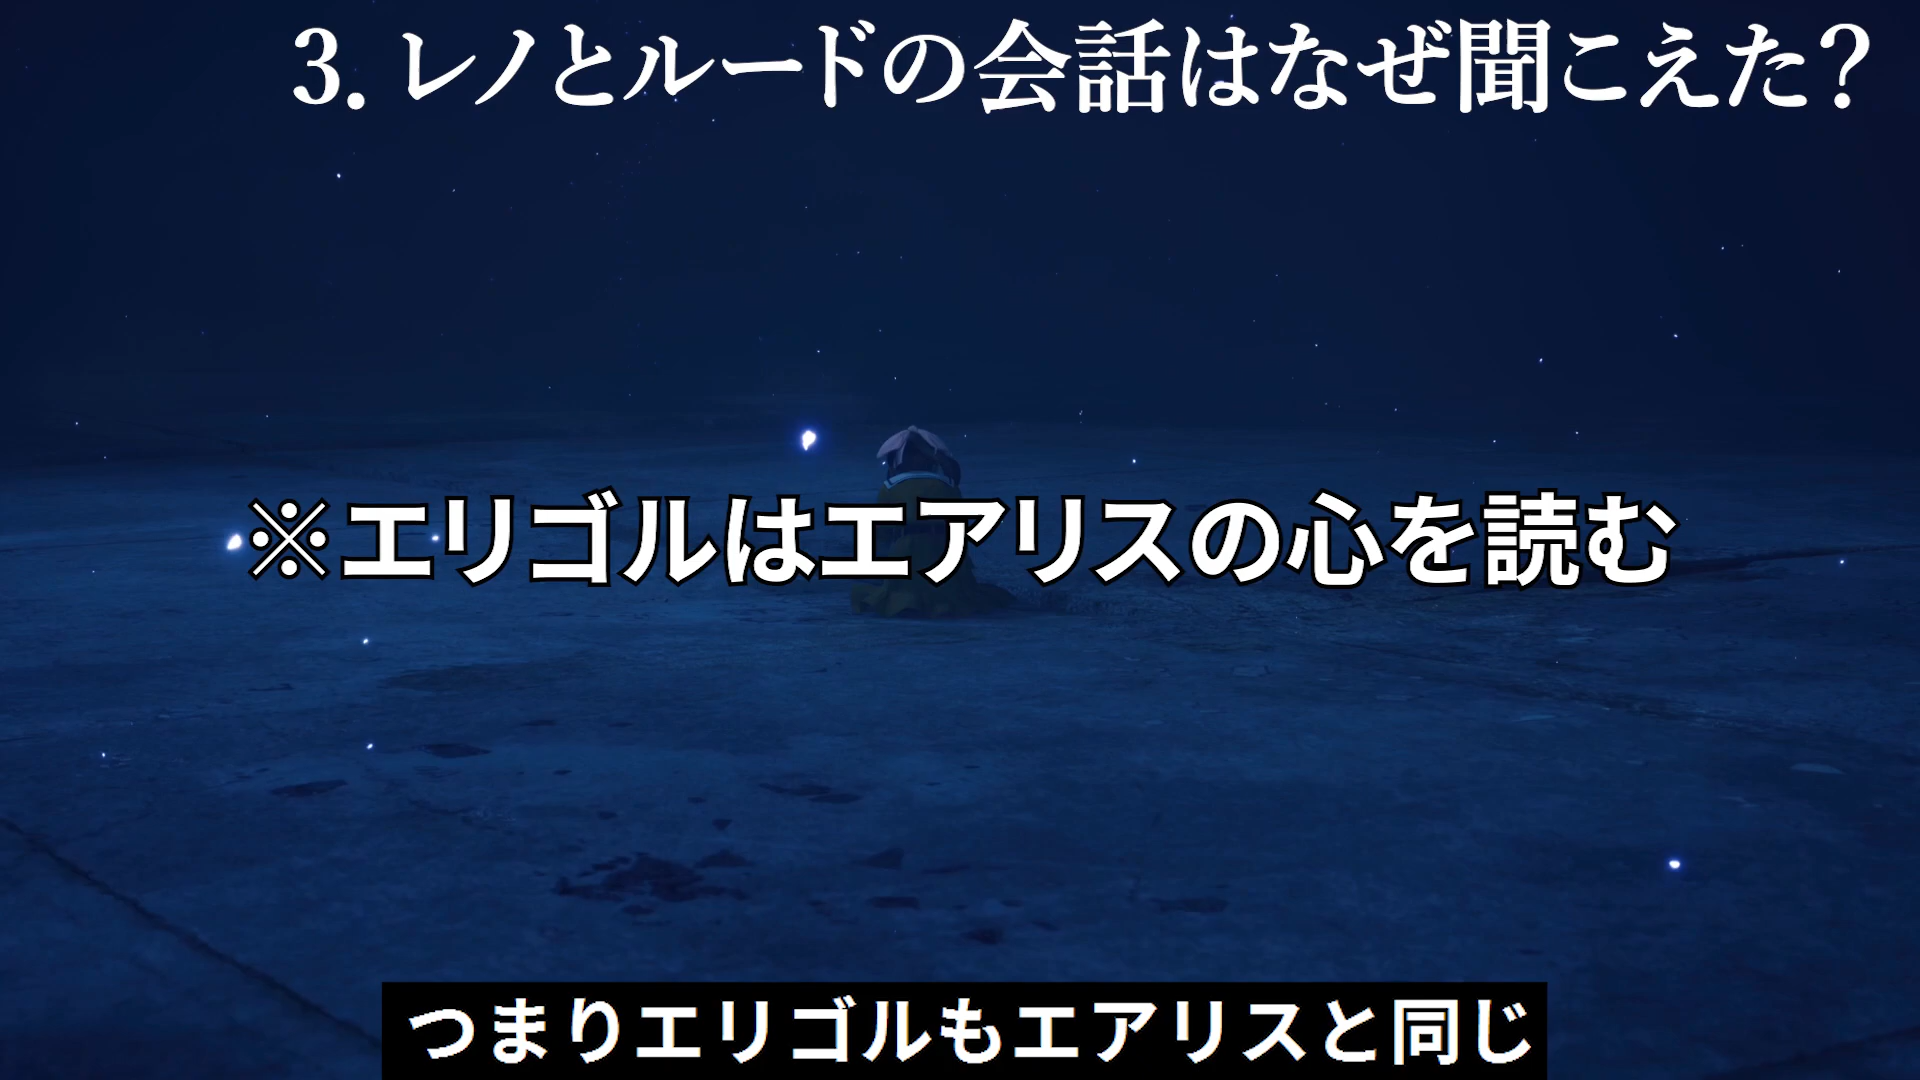 3. レノとルードの会話はなぜ聞こえた？
※エリゴルはエアリスの心を読む
つまりエリゴルもエアリスと同じ